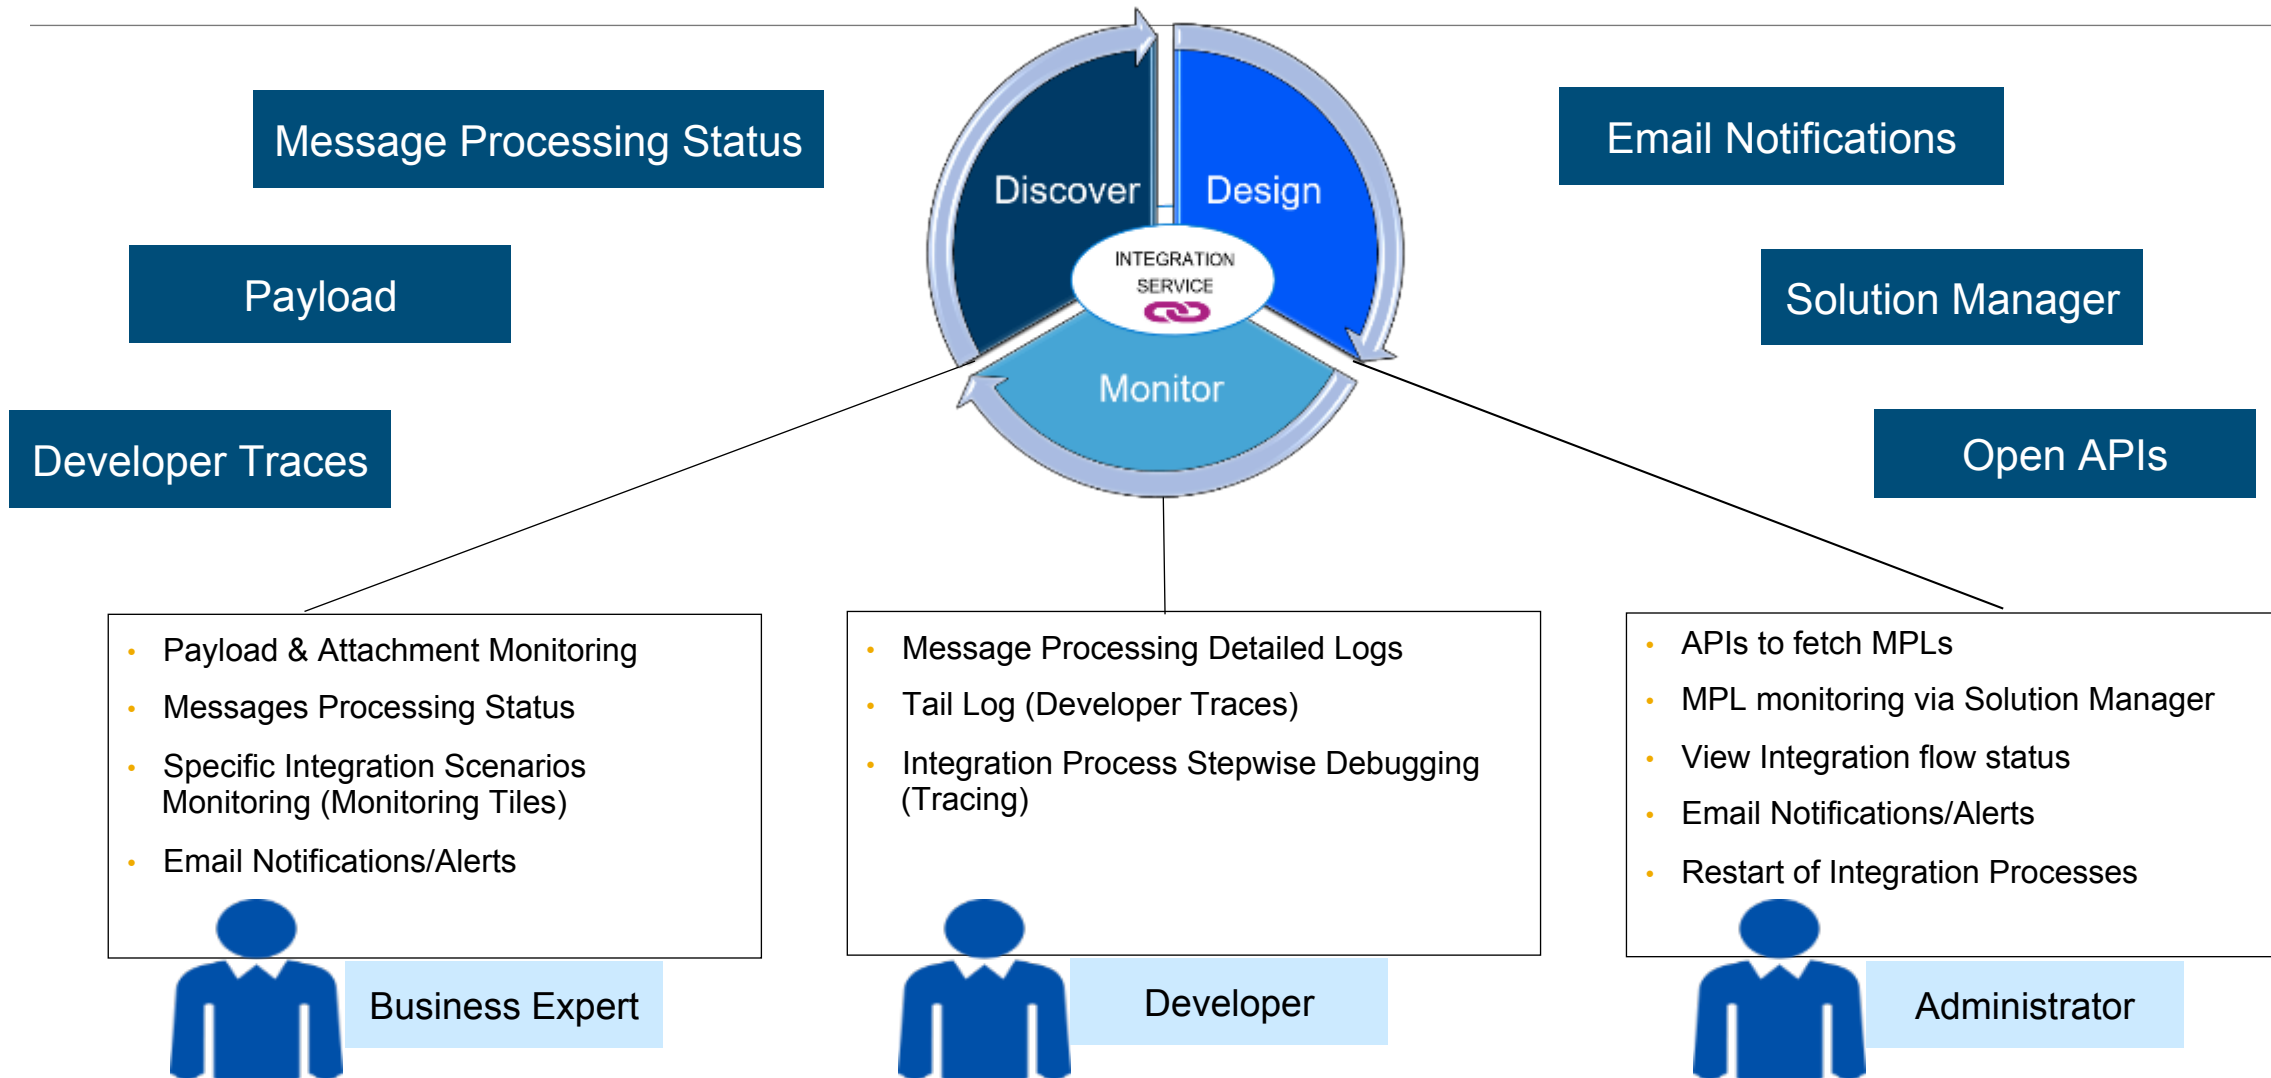 Message Processing Status
Email Notifications
Discover
Design
INTEGRATION
SERVICE
Payload
Solution Manager
Monitor
Developer Traces
Open APIs
• Payload & Attachment Monitoring
• Messages Processing Status
• Specific Integration Scenarios
Monitoring (Monitoring Tiles)
• Email Notifications/Alerts
Business Expert
• Message Processing Detailed Logs
• Tail Log (Developer Traces)
• Integration Process Stepwise Debugging
(Tracing)
Developer
• APIs to fetch MPLs
• MPL monitoring via Solution Manager
• View Integration flow status
• Email Notifications/Alerts
• Restart of Integration Processes
Administrator